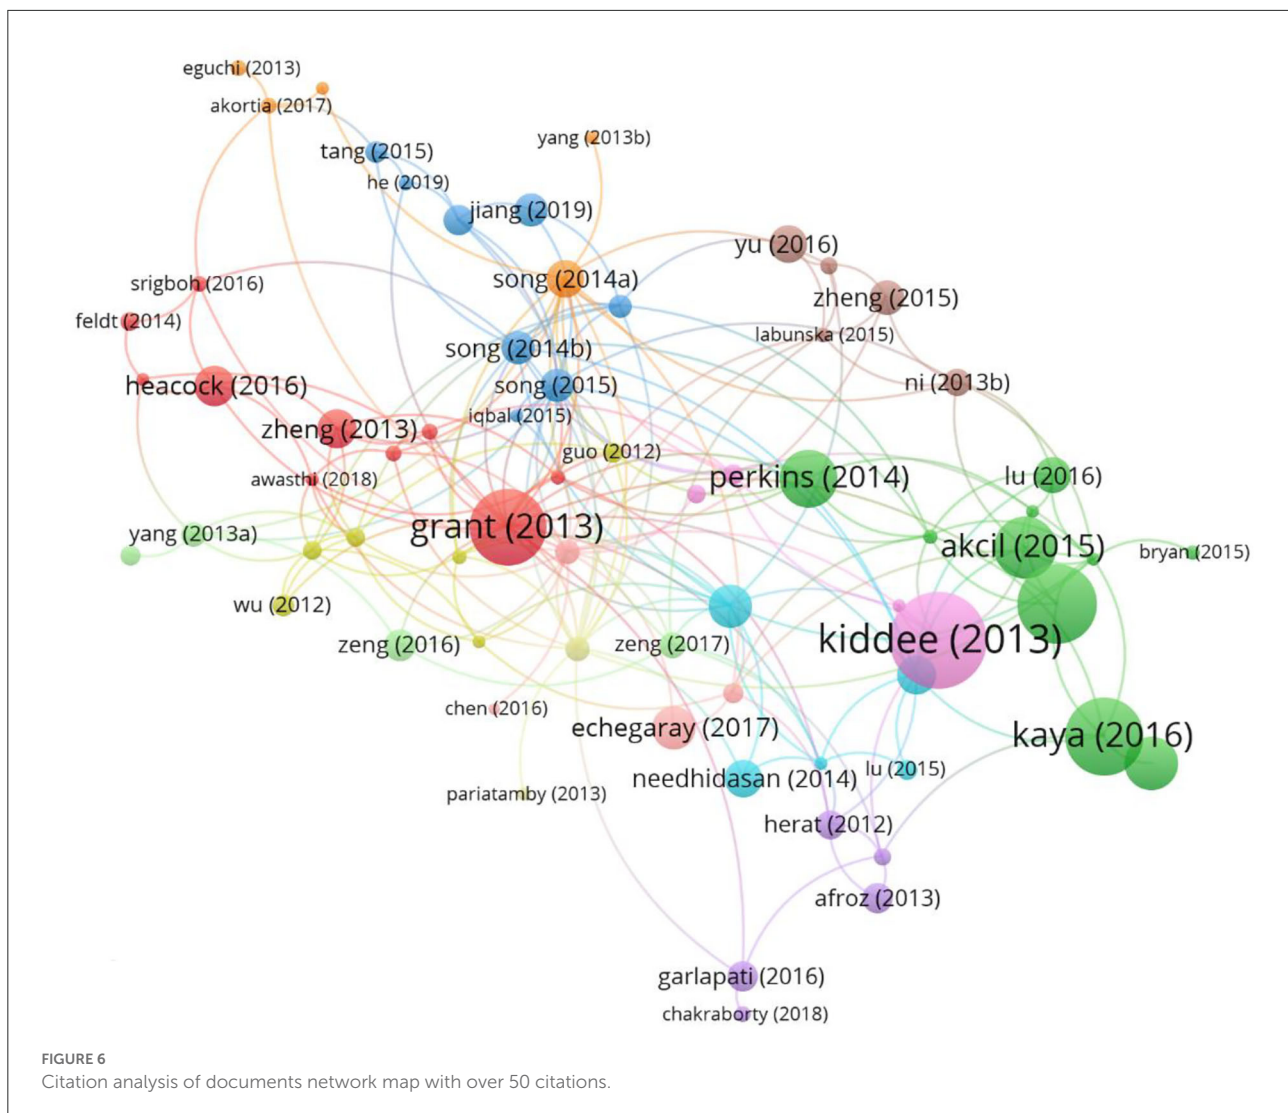 eguchi (2013)
akortia (2017)
yang (2013b)
tang (2015)
he (2019)
jiang (2019)
yu (2016)
song (2014a)
srigboh (2016)
zheng (2015)
feldt (2014)
labunska (2015)
song (2014b)
heacock (2016)
song (2015)
ni (2013b)
iqbal (2015)
zheng (2013)
guo (2012)
awasthi (2018)
perkins (2014)
lu (2016)
grant (2013)
yang (2013a)
akcil (2015)
bryan (2015)
wu (2012)
zeng (2016)
zeng (2017)
kiddee (2013)
chen (2016)
echegaray (2017)
kaya (2016)
needhidasan (2014)
lu (2015)
pariatamby (2013)
herat (2012)
afroz (2013)
garlapati (2016)
chakraborty (2018)
FIGURE 6
Citation analysis of documents network map with over 50 citations.